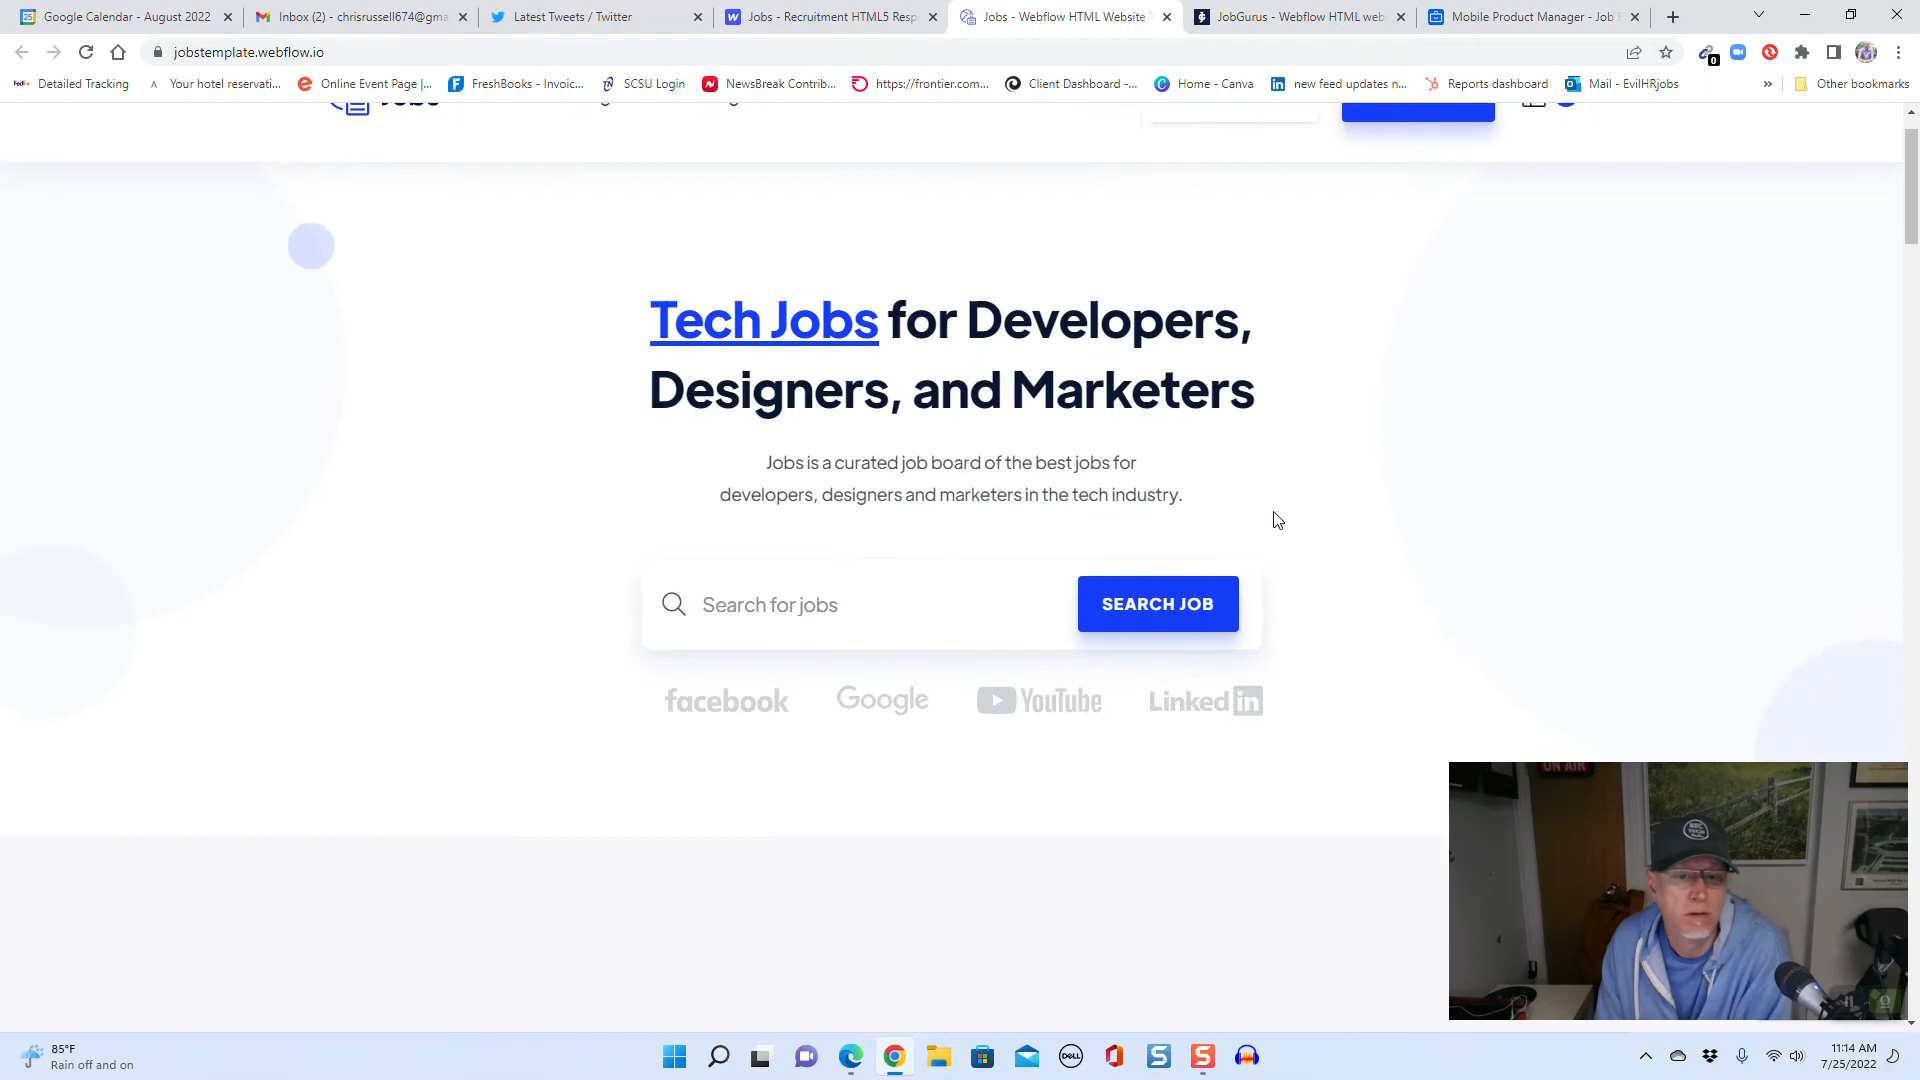 Google Calendar - August 2022
Inbox (2) - chrisrussell674@gma
Latest Tweets / Twitter
Jobs - Recruitment HTML5 Resp
Jobs - Webflow HTML Website T
JobGurus - Webflow HTML web
Mobile Product Manager - Job B
jobstemplate.webflow.io
Detailed Tracking
Your hotel reservati...
Online Event Page |...
FreshBooks - Invoic...
SCSU Login
NewsBreak Contrib...
https://frontier.com...
Client Dashboard -...
Home - Canva
new feed updates n...
Reports dashboard
Mail - EvilHRjobs
»
Other bookmarks
Tech Jobs for Developers,
Designers, and Marketers
Jobs is a curated job board of the best jobs for
developers, designers and marketers in the tech industry.
Search for jobs
SEARCH JOB
facebook
Google
YouTube
Linked in
ON AIR
85°F
Rain off and on
11:14 AM
7/25/2022